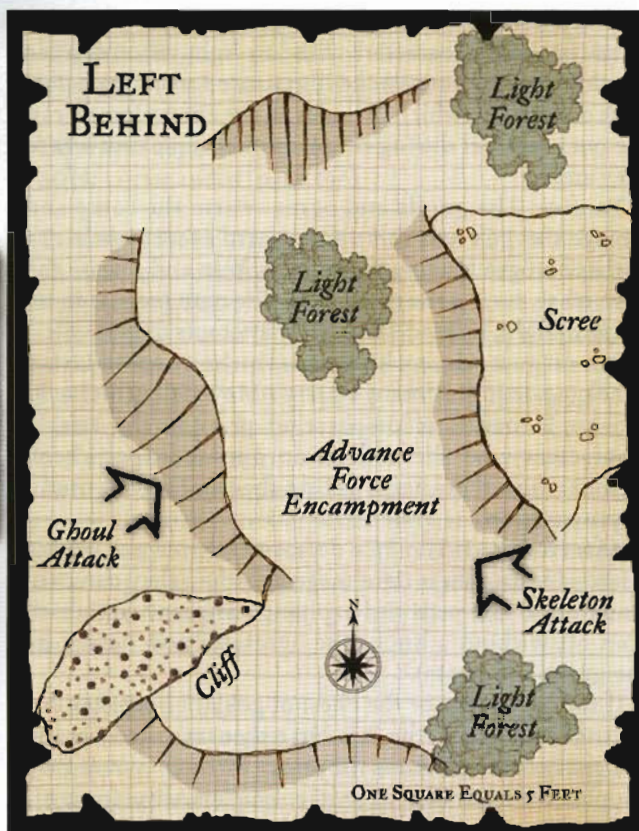 LEFT
BEHIND
Light
Forest
Light
Forest
Scree
Advance
Force
Encampment
Ghoul
Attack
Skeleton
Attack
N
Cliff
Light
Forest
ONE SQUARE EQUALS 5 FEET